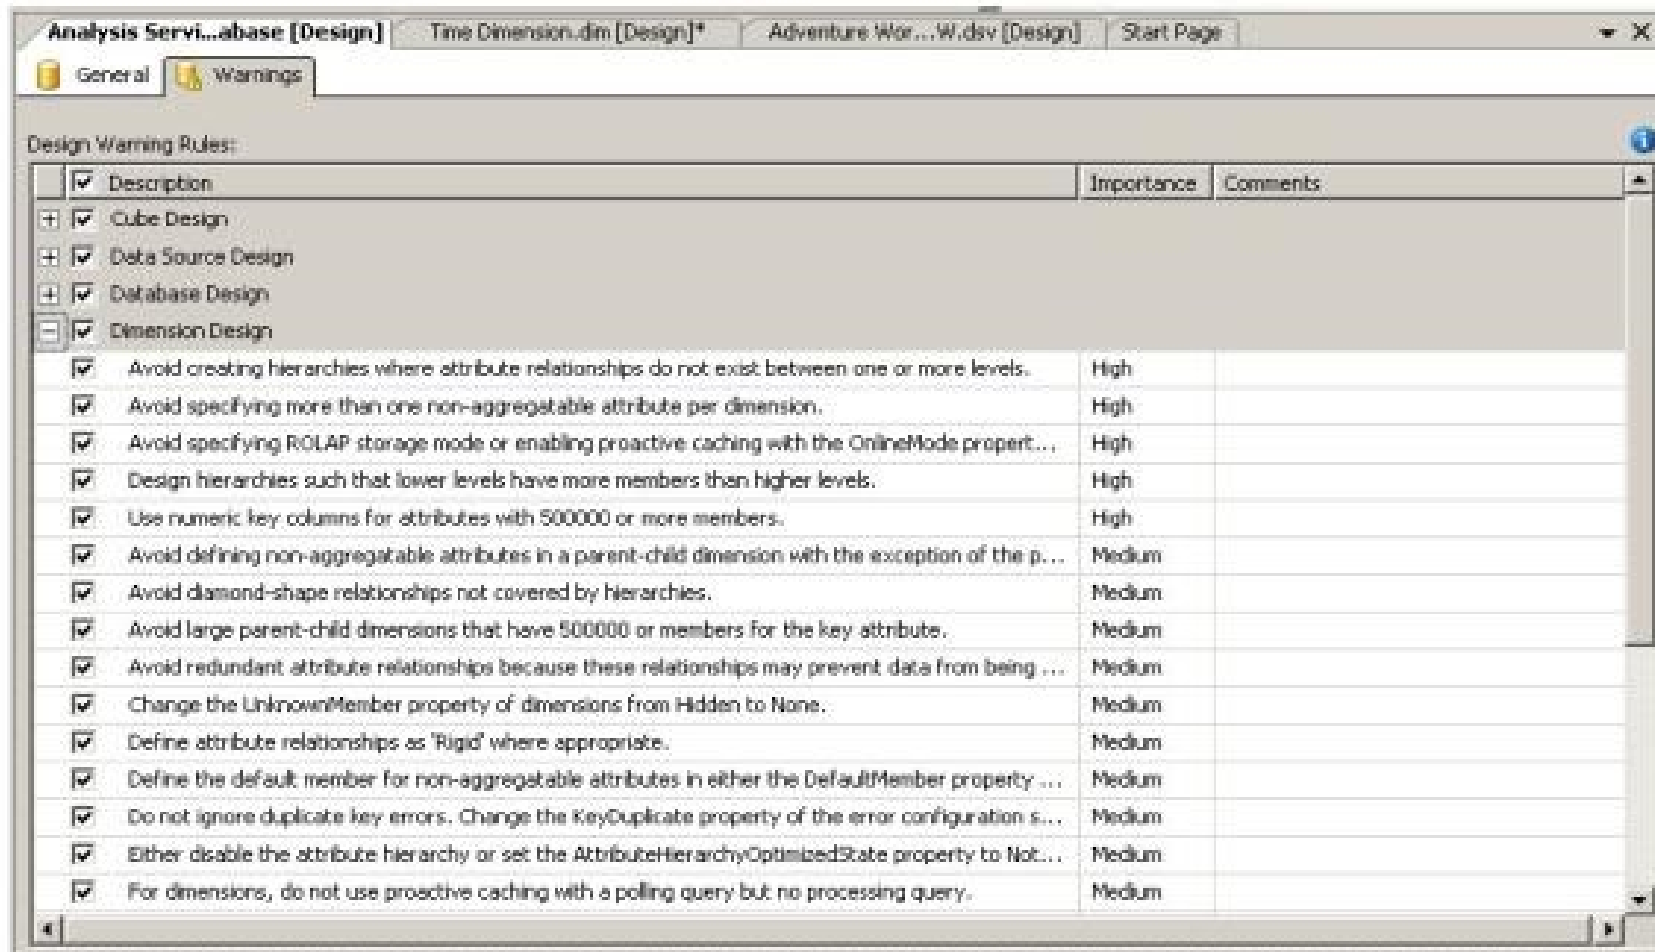 Analysis Servi...abase [Design] Time Dimension.dim [Design]* Adventure Wor...W.dsv [Design] Start Page
General Warnings
Design Warning Rules:
Description Importance Comments
Cube Design
Data Source Design
Database Design
Dimension Design
Avoid creating hierarchies where attribute relationships do not exist between one or more levels. High
Avoid specifying more than one non-aggregatable attribute per dimension. High
Avoid specifying ROLAP storage mode or enabling proactive caching with the OnlineMode propert... High
Design hierarchies such that lower levels have more members than higher levels. High
Use numeric key columns for attributes with 500000 or more members. High
Avoid defining non-aggregatable attributes in a parent-child dimension with the exception of the p... Medium
Avoid diamond-shape relationships not covered by hierarchies. Medium
Avoid large parent-child dimensions that have 500000 or members for the key attribute. Medium
Avoid redundant attribute relationships because these relationships may prevent data from being ... Medium
Change the UnknownMember property of dimensions from Hidden to None. Medium
Define attribute relationships as 'Rigid' where appropriate. Medium
Define the default member for non-aggregatable attributes in either the DefaultMember property ... Medium
Do not ignore duplicate key errors. Change the KeyDuplicate property of the error configuration s... Medium
Either disable the attribute hierarchy or set the AttributeHierarchyOptimizedState property to Not... Medium
For dimensions, do not use proactive caching with a polling query but no processing query. Medium